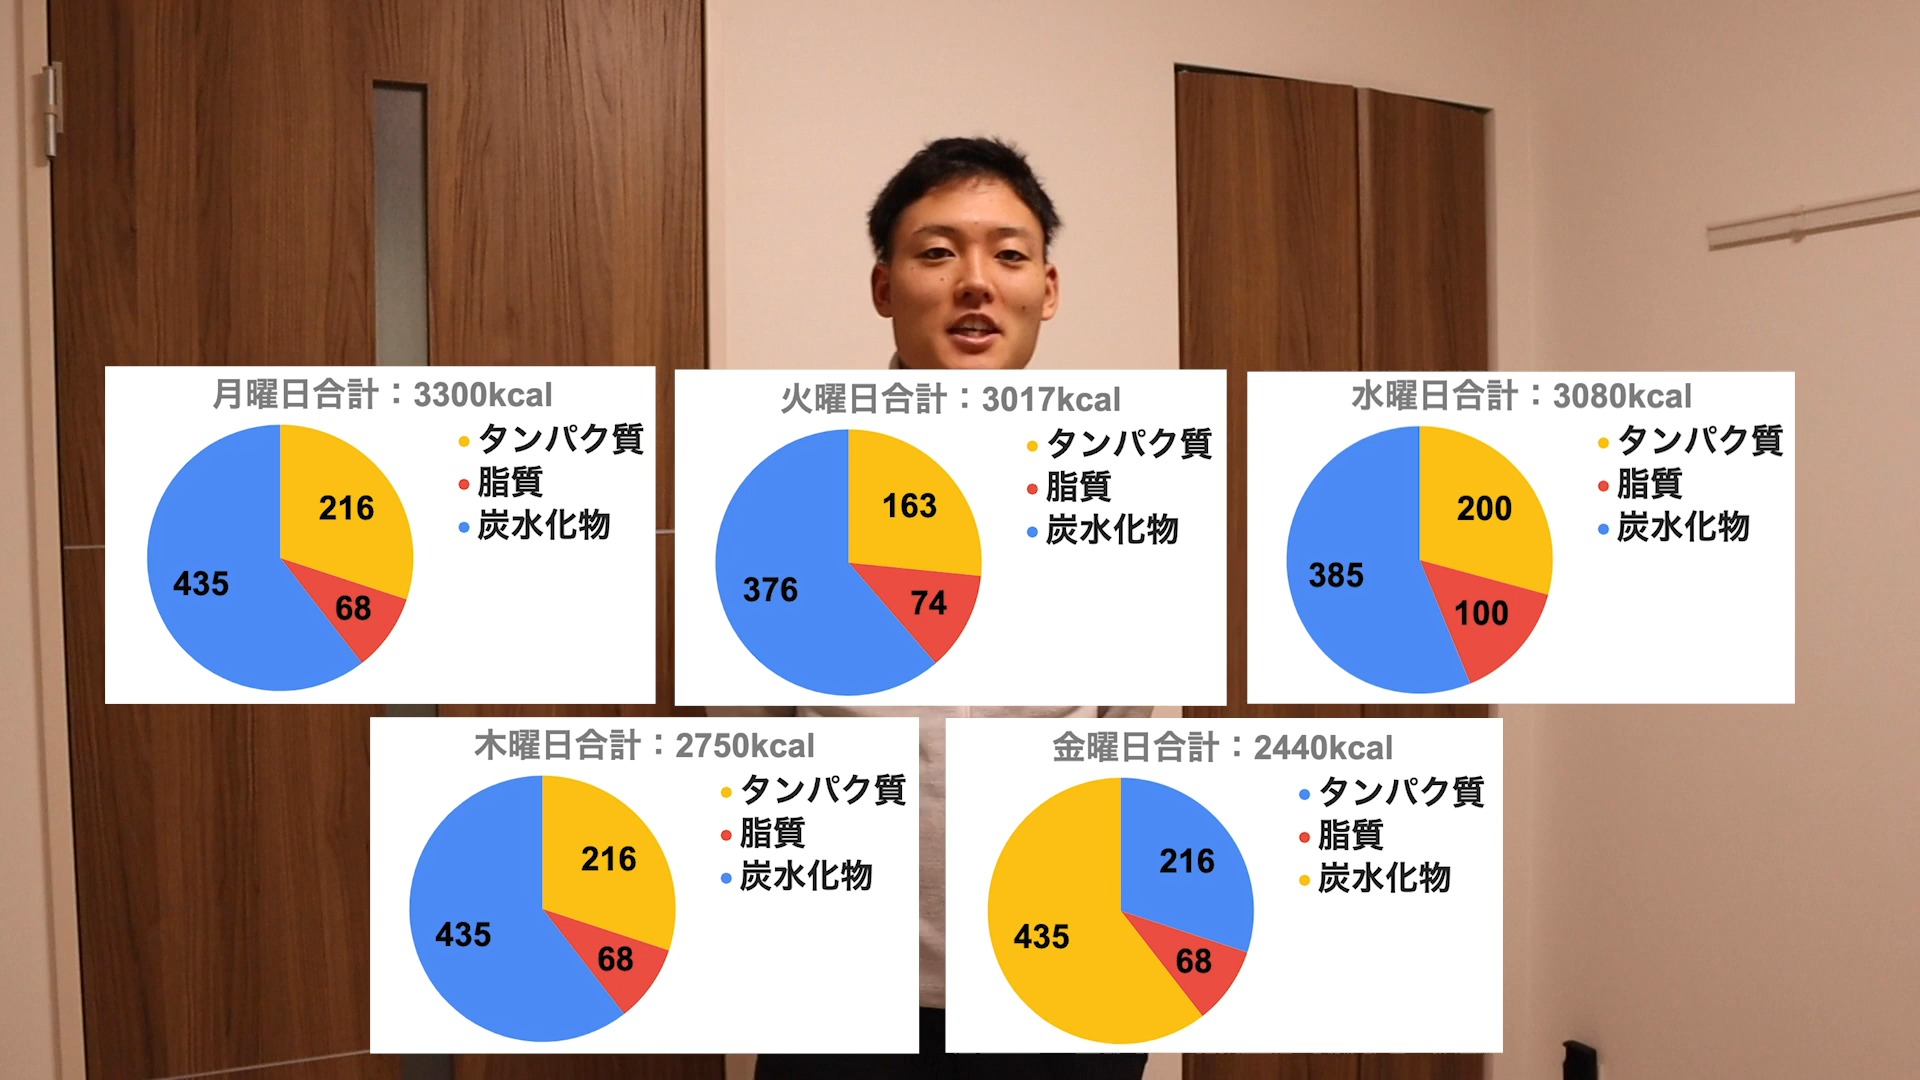 月曜日合計：3300kcal
タンパク質
脂質
炭水化物
216
68
435
火曜日合計：3017kcal
タンパク質
脂質
炭水化物
163
74
376
水曜日合計：3080kcal
タンパク質
脂質
炭水化物
200
100
385
木曜日合計：2750kcal
タンパク質
脂質
炭水化物
216
68
435
金曜日合計：2440kcal
タンパク質
脂質
炭水化物
216
68
435